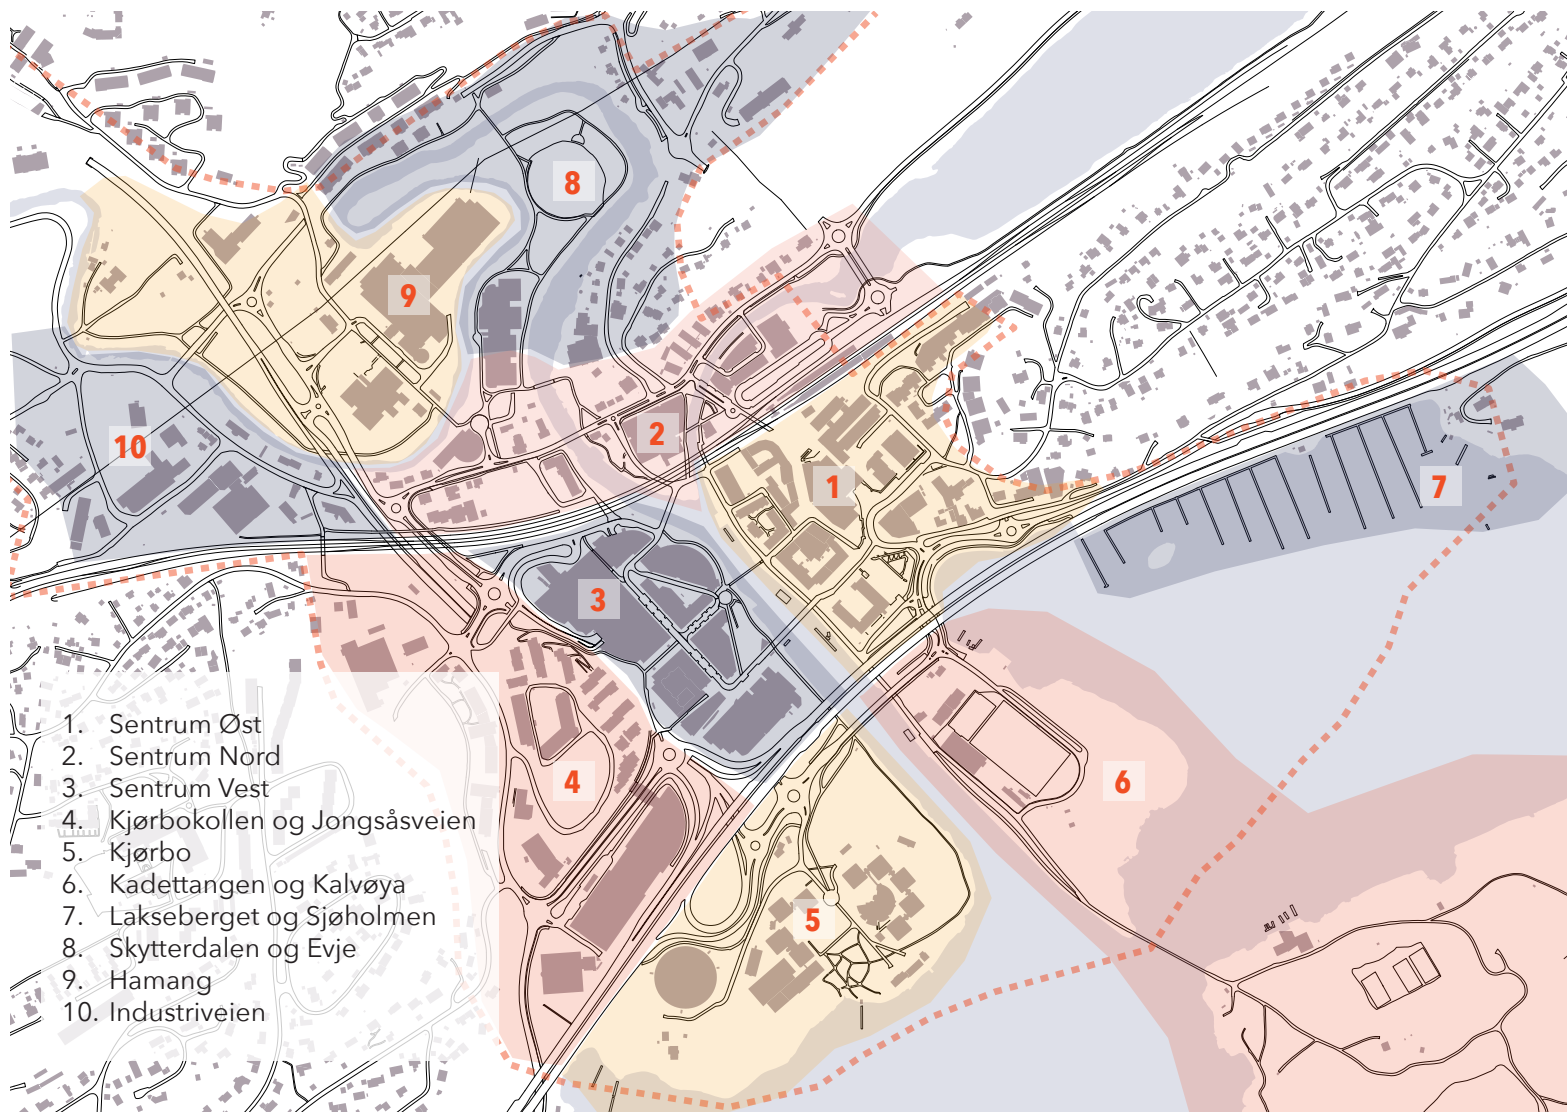 8
9
2
10
1
7
3
4
6
5
1. Sentrum Øst
2. Sentrum Nord
3. Sentrum Vest
4. Kjørbokollen og Jongsåsveien
5. Kjørbo
6. Kadettangen og Kalvøya
7. Lakseberget og Sjøholmen
8. Skytterdalen og Evje
9. Hamang
10. Industriveien